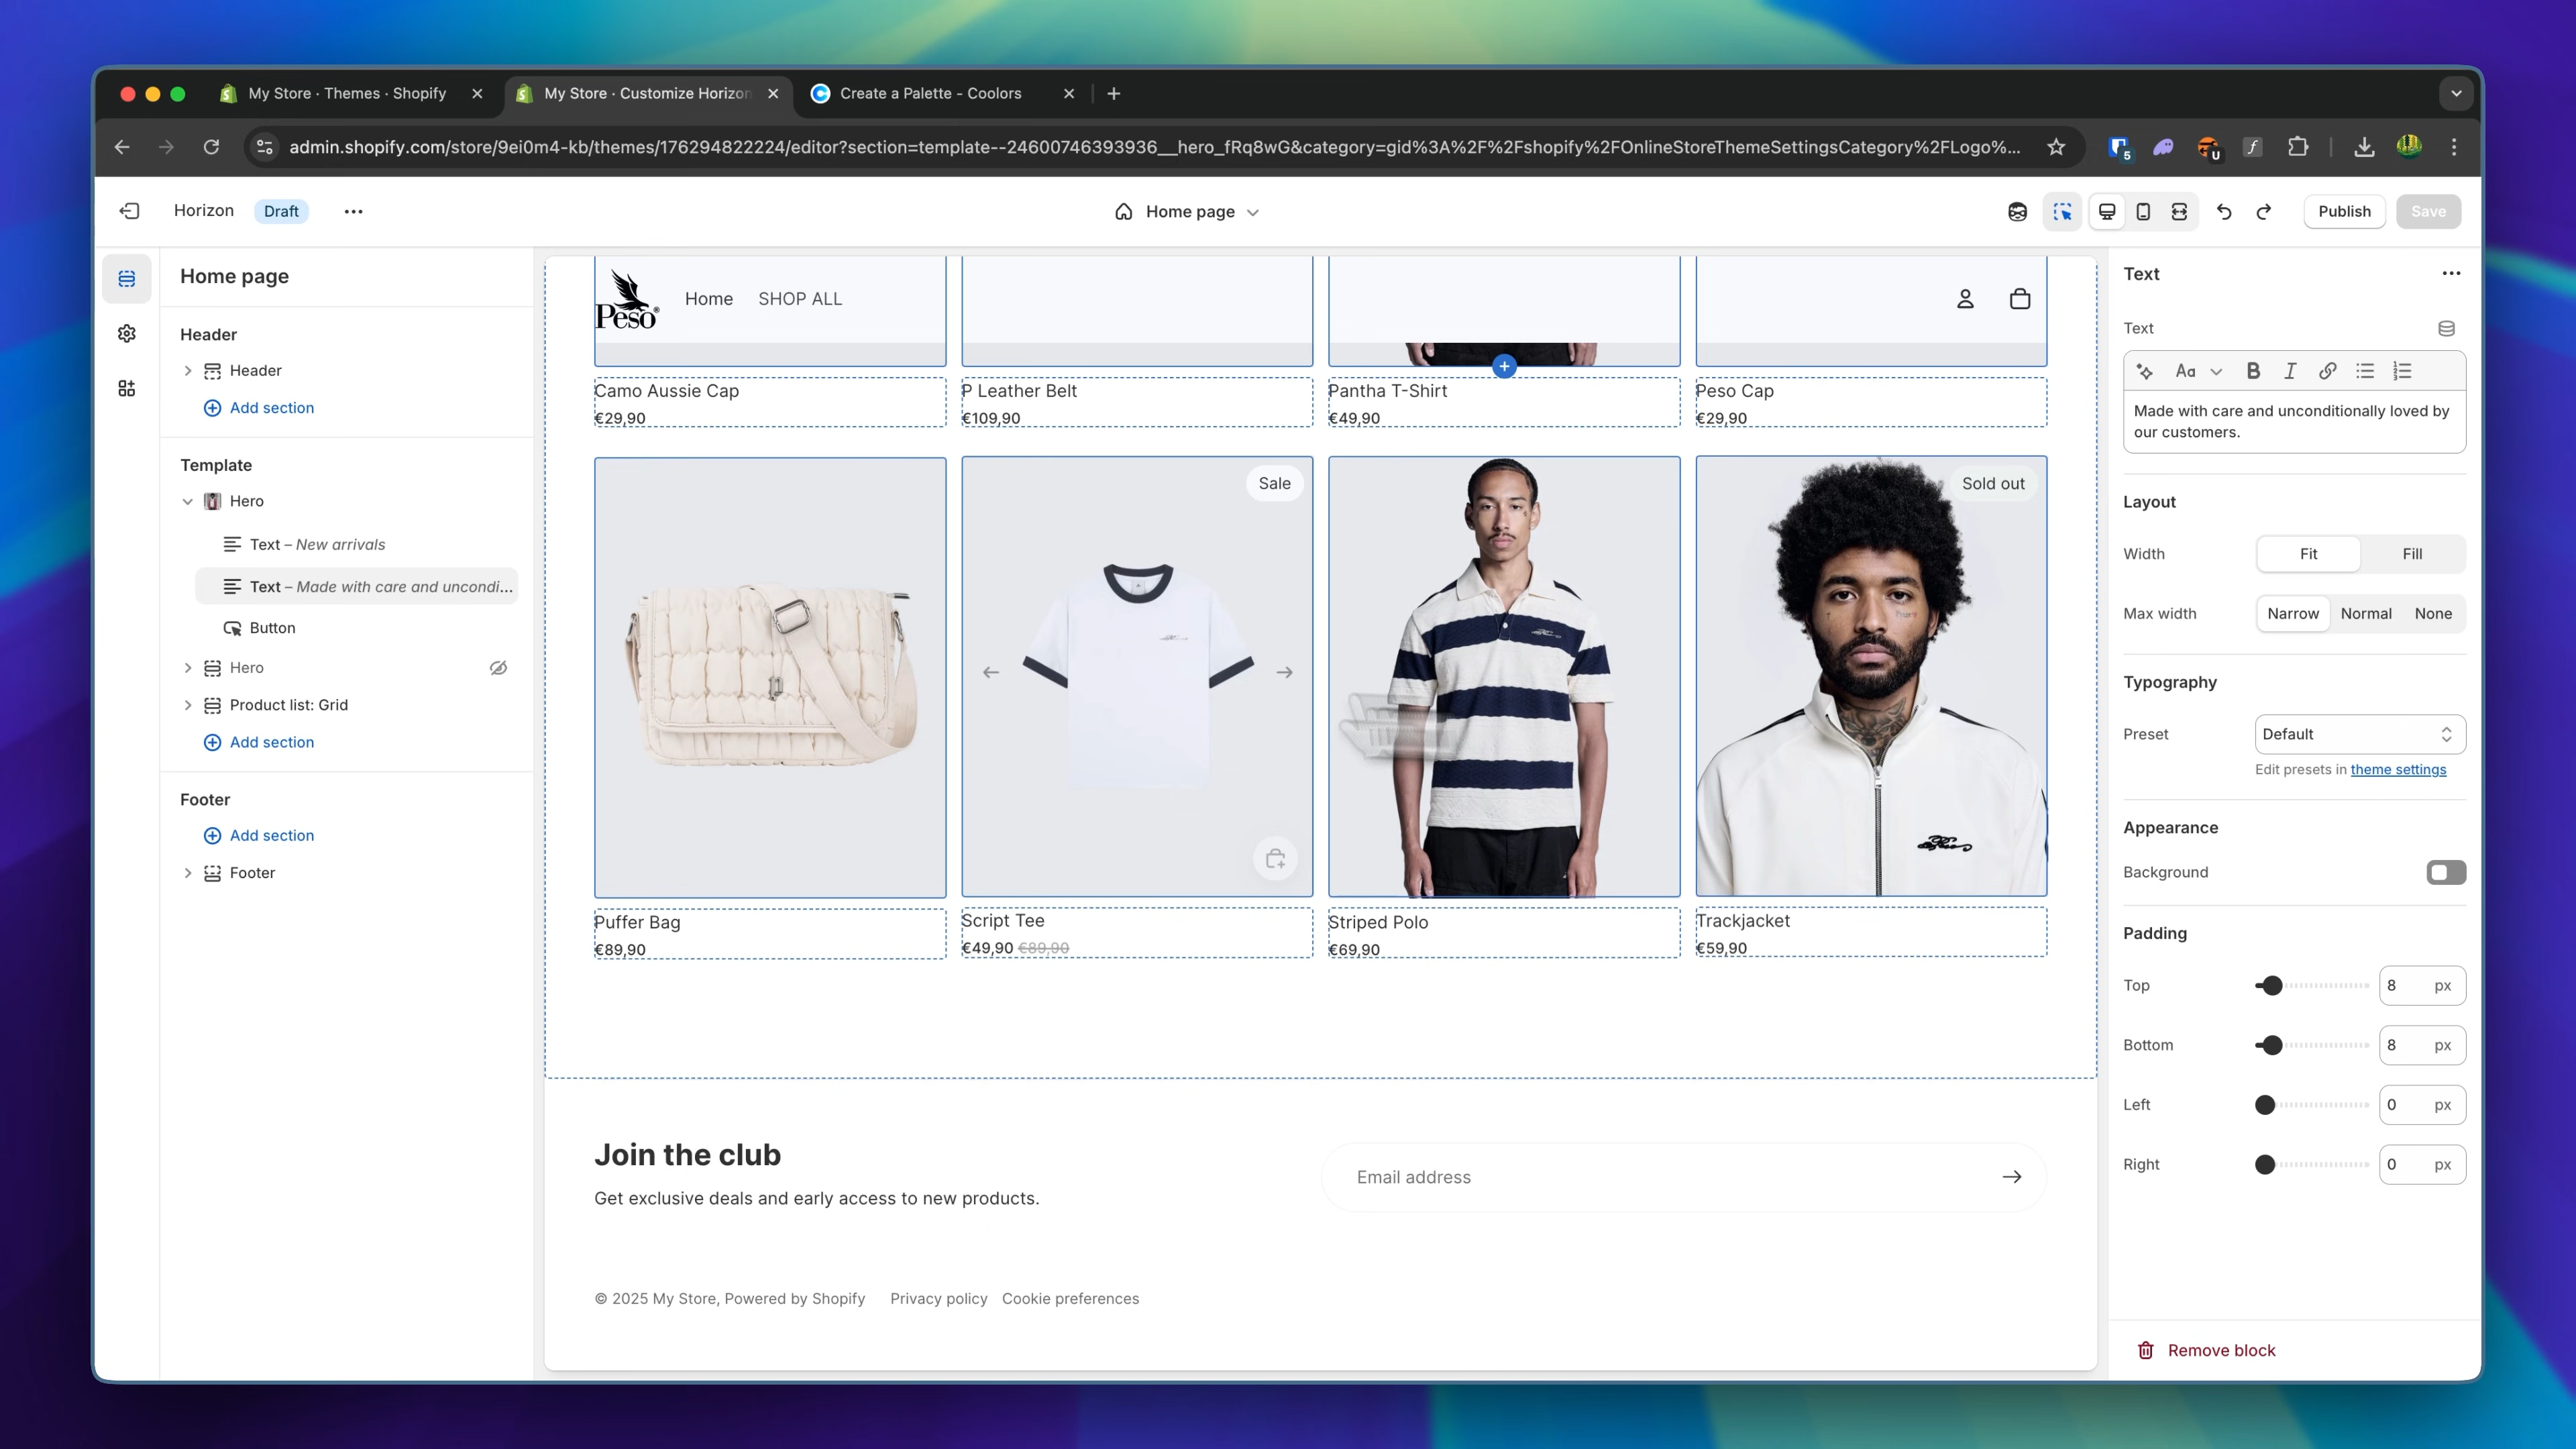 My Store · Themes · Shopify
My Store · Customize Horizon
Create a Palette - Coolors
admin.shopify.com/store/9ei0m4-kb/themes/176294822224/editor?section=template--24600746393936__hero_fRq8wG&category=gid%3A%2F%2Fshopify%2FOnlineStoreThemeSettingsCategory%2FLogo%...
5
U
f
Horizon
Draft
Home page
Publish
Save
Home page
Header
Header
Add section
Template
Hero
Text – New arrivals
Text – Made with care and uncondi...
Button
Hero
Product list: Grid
Add section
Footer
Add section
Footer
Peso®
Home
SHOP ALL
Camo Aussie Cap
€29,90
P Leather Belt
€109,90
Pantha T-Shirt
€49,90
Peso Cap
€29,90
Sale
Sold out
Puffer Bag
€89,90
Script Tee
€49,90 €89,90
Striped Polo
€69,90
Trackjacket
€59,90
Join the club
Get exclusive deals and early access to new products.
Email address
© 2025 My Store, Powered by Shopify
Privacy policy
Cookie preferences
Text
Text
Aa
B
I
Made with care and unconditionally loved by
our customers.
Layout
Width
Fit
Fill
Max width
Narrow
Normal
None
Typography
Preset
Default
Edit presets in theme settings
Appearance
Background
Padding
Top
8 px
Bottom
8 px
Left
0 px
Right
0 px
Remove block